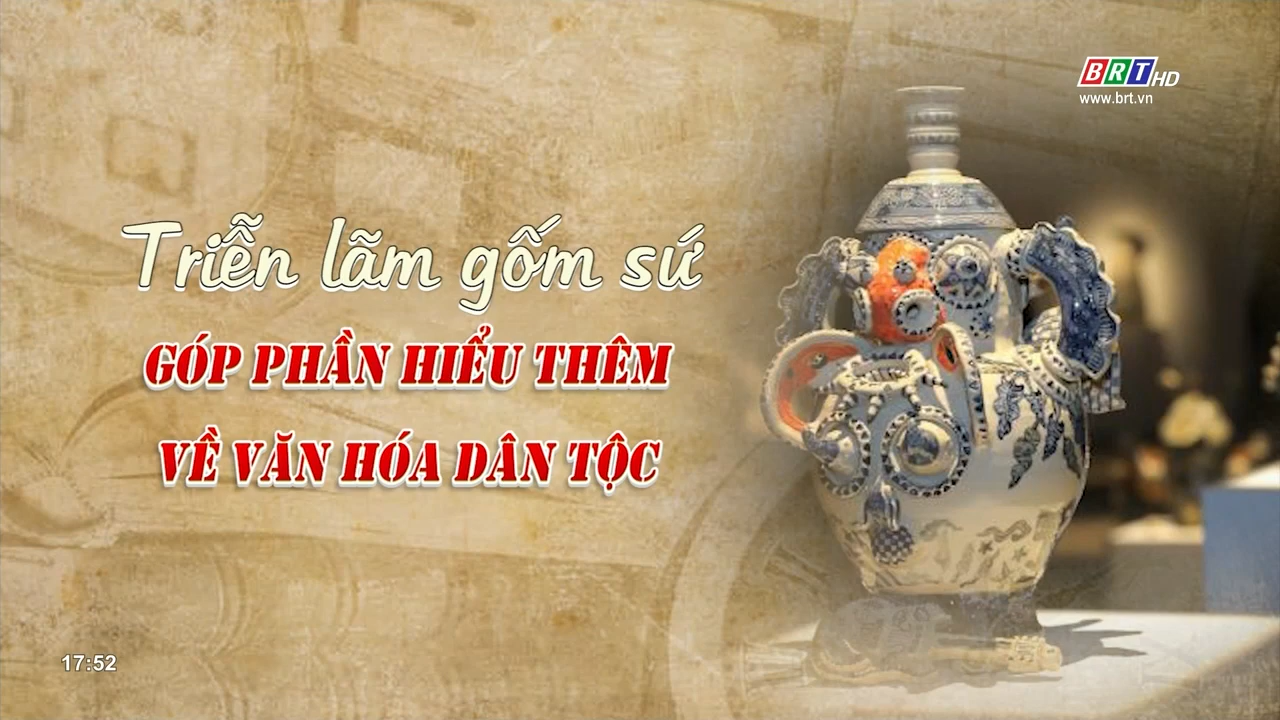 BRT HD
www.brt.vn
Triễn lãm gốm sứ
GÓP PHẦN HIỂU THÊM
VỀ VĂN HÓA DÂN TỘC
17:52